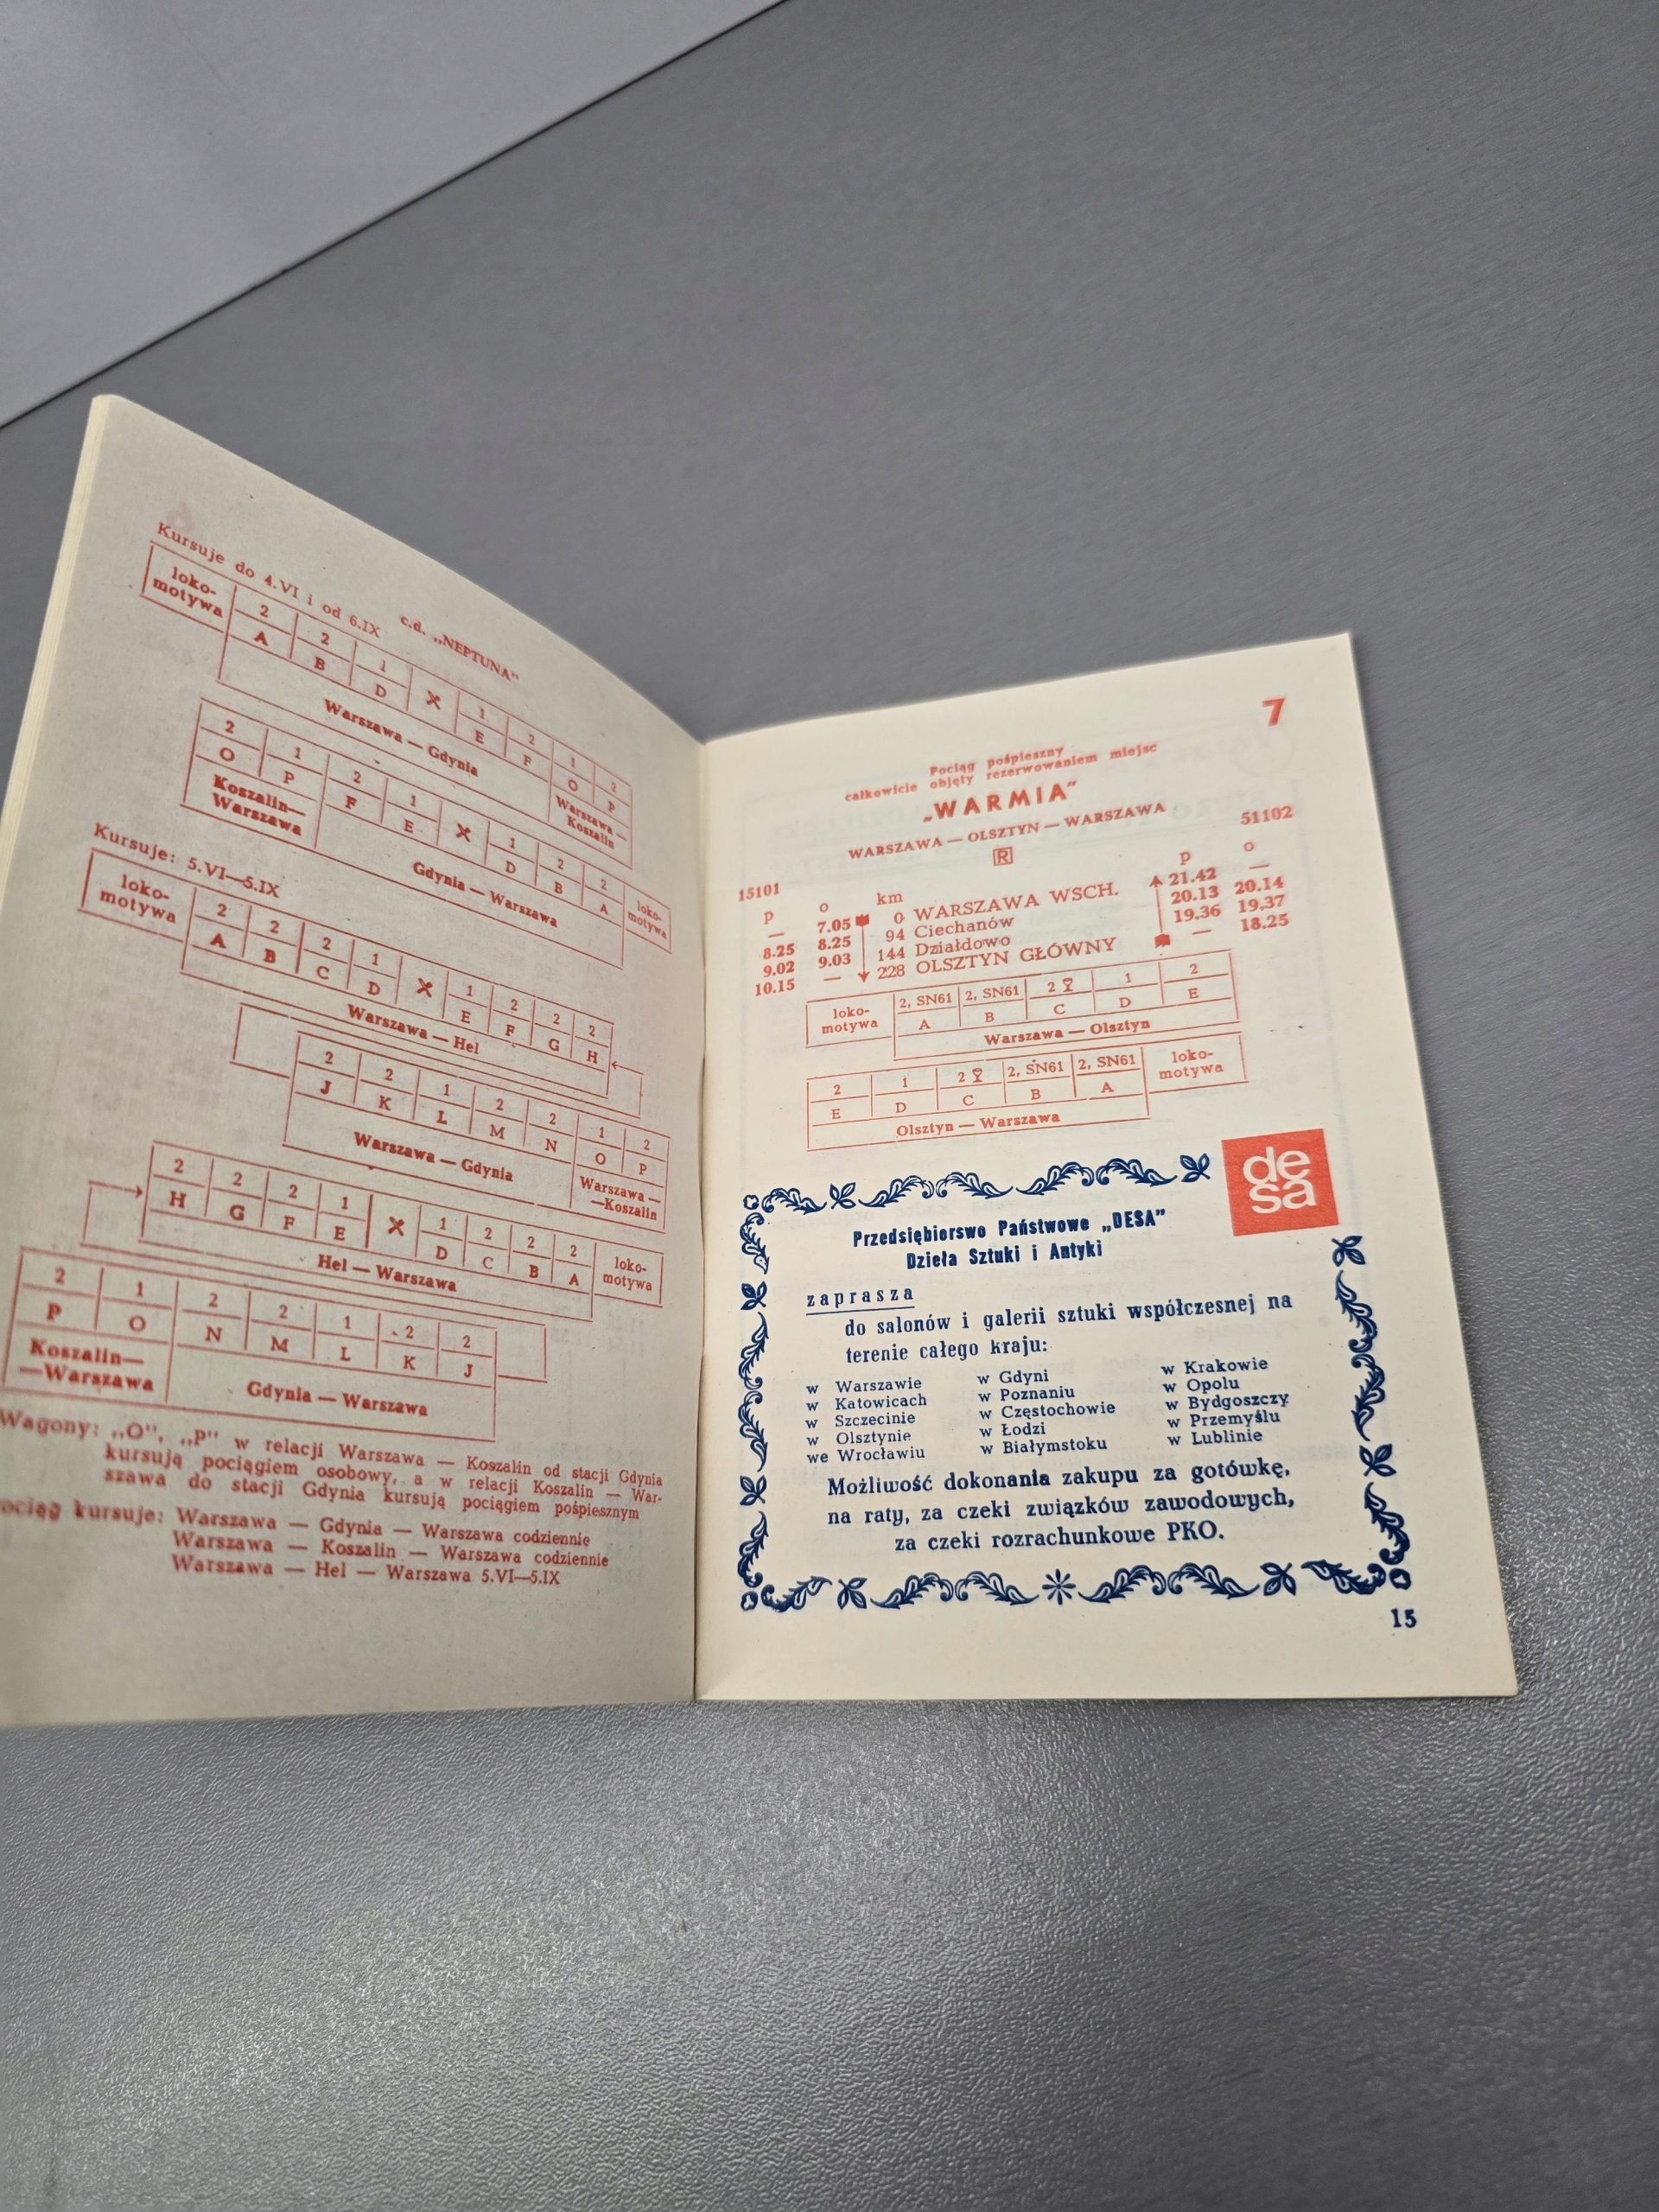 c.d. „NEPTUNA"
Kursuje do 4.VI i od 6.IX
loko-
motywa
2 2 1 1 2 1 2
A B D E F O P
Warszawa — Gdynia
Warszawa —
Koszalin
2 1 2 1 1 2 2
O P F E D B A
loko-
motywa
Koszalin—
Warszawa
Gdynia — Warszawa
Kursuje: 5.VI—5.IX
loko-
motywa
2 2 2 1 1 2 2 2
A B C D E F G H
Warszawa — Hel
2 2 1 2 2 1 2
J K L M N O P
Warszawa — Gdynia
Warszawa —
—Koszalin
2 2 2 1 1 2 2 2
H G F E D C B A
loko-
motywa
Hel — Warszawa
2 1 2 2 1 2 2
P O N M L K J
Koszalin—
—Warszawa
Gdynia — Warszawa
Wagony: „O", „P" w relacji Warszawa — Koszalin od stacji Gdynia
kursują pociągiem osobowy, a w relacji Koszalin — War-
szawa do stacji Gdynia kursują pociągiem pośpiesznym
kursuje: Warszawa — Gdynia — Warszawa codziennie
Warszawa — Koszalin — Warszawa codziennie
Warszawa — Hel — Warszawa 5.VI—5.IX
7
Pociąg pośpieszny
całkowicie objęty rezerwowaniem miejsc
„WARMIA"
WARSZAWA — OLSZTYN — WARSZAWA
R
15101 51102
p o km p o
— 7.05 0 WARSZAWA WSCH. 21.42 —
8.25 8.25 94 Ciechanów 20.13 20.14
9.02 9.03 144 Działdowo 19.36 19.37
10.15 — 228 OLSZTYN GŁÓWNY — 18.25
loko-
motywa
2, SN61 2, SN61 2 1 2
A B C D E
Warszawa — Olsztyn
2 1 2 2, SN61 2, SN61
E D C B A
loko-
motywa
Olsztyn — Warszawa
de
sa
Przedsiębiorswo Państwowe „DESA"
Dzieła Sztuki i Antyki
zaprasza
do salonów i galerii sztuki współczesnej na
terenie całego kraju:
w Warszawie w Gdyni w Krakowie
w Katowicach w Poznaniu w Opolu
w Szczecinie w Częstochowie w Bydgoszczy
w Olsztynie w Łodzi w Przemyślu
we Wrocławiu w Białymstoku w Lublinie
Możliwość dokonania zakupu za gotówkę,
na raty, za czeki związków zawodowych,
za czeki rozrachunkowe PKO.
15